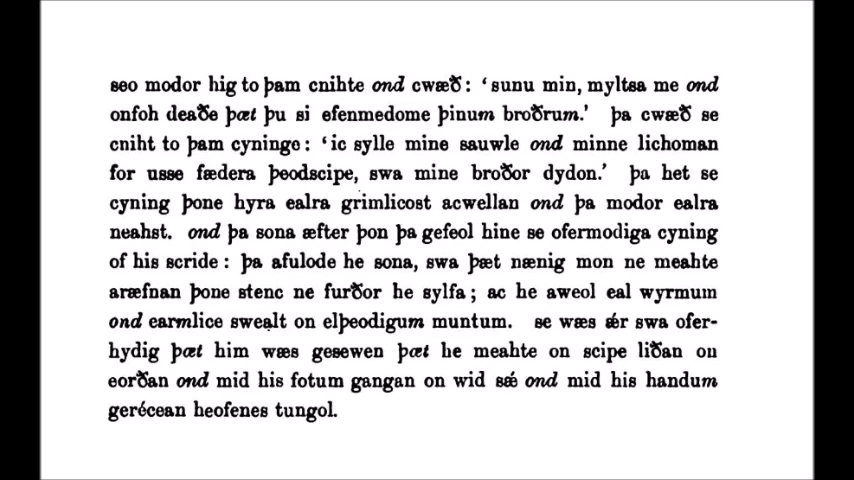 seo modor hig to þam cnihte ond cwæð: ‘sunu min, myltsa me ond
onfoh deaðe þæt þu si efenmedome þinum broðrum.’ þa cwæð se
cniht to þam cyninge: ‘ic sylle mine sauwle ond minne lichoman
for usse fædera þeodscipe, swa mine broðor dydon.’ þa het se
cyning þone hyra ealra grimlicost acwellan ond þa modor ealra
neahst. ond þa sona æfter þon þa gefeol hine se ofermodiga cyning
of his scride: þa afulode he sona, swa þæt nænig mon ne meahte
aræfnan þone stenc ne furðor he sylfa; ac he aweol eal wyrmum
ond earmlice swealt on elþeodigum muntum. se wæs ǽr swa ofer-
hydig þæt him wæs gesewen þæt he meahte on scipe liðan on
eorðan ond mid his fotum gangan on wid sǽ ond mid his handum
gerécean heofenes tungol.